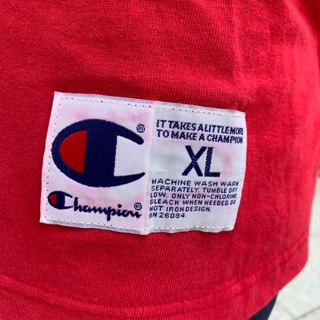 ®
Champion®
IT TAKES A LITTLE MORE
TO MAKE A CHAMPION®
XL
MACHINE WASH WARM
SEPARATELY. TUMBLE DRY
LOW. ONLY NON-CHLORINE
BLEACH WHEN NEEDED. DO
NOT IRON DESIGN.
RN 26094